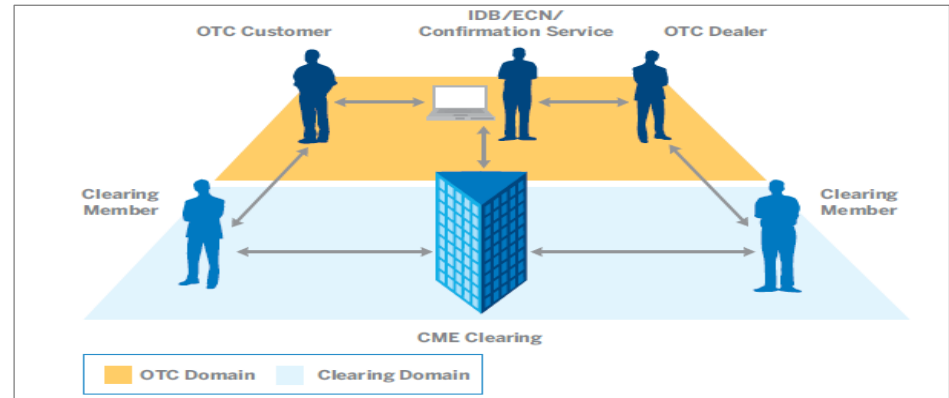 IDB/ECN/
OTC Customer Confirmation Service OTC Dealer
Clearing Clearing
Member Member
CME Clearing
OTC Domain Clearing Domain